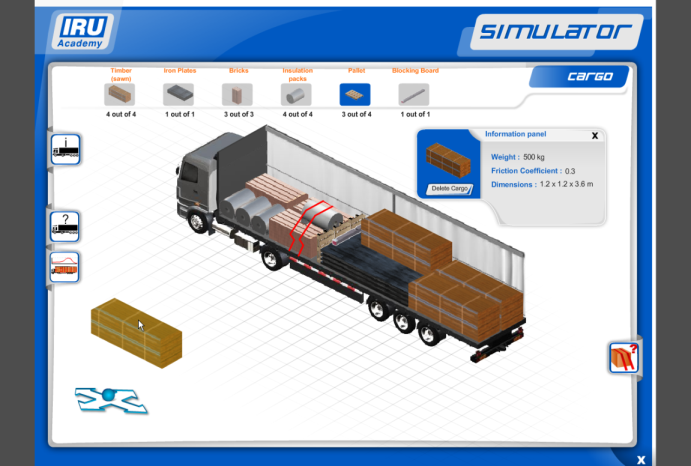 IRU
Academy
SIMULATOR
CARGO
Timber
(sawn)
Iron Plates
Bricks
Insulation
packs
Pallet
Blocking Board
4 out of 4
1 out of 1
3 out of 3
4 out of 4
3 out of 4
1 out of 1
Information panel
X
Weight : 500 kg
Friction Coefficient : 0.3
Dimensions : 1.2 x 1.2 x 3.6 m
Delete Cargo
i
?
?
X